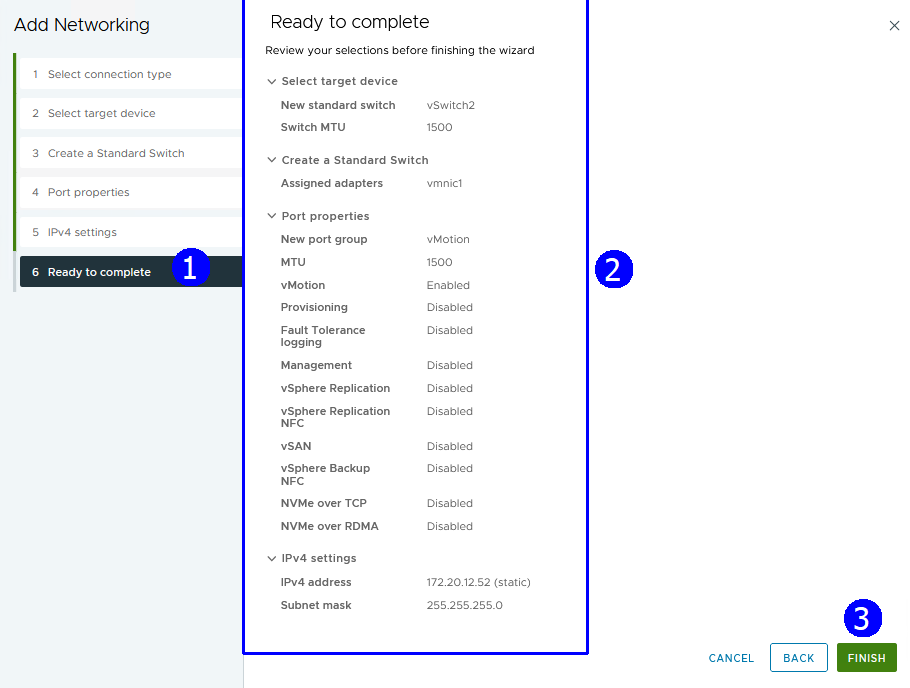 Add Networking
1 Select connection type
2 Select target device
3 Create a Standard Switch
4 Port properties
5 IPv4 settings
6 Ready to complete
1
Ready to complete
Review your selections before finishing the wizard
Select target device
New standard switch vSwitch2
Switch MTU 1500
Create a Standard Switch
Assigned adapters vmnic1
Port properties
New port group vMotion
MTU 1500
vMotion Enabled
Provisioning Disabled
Fault Tolerance Disabled
logging
Management Disabled
vSphere Replication Disabled
vSphere Replication Disabled
NFC
vSAN Disabled
vSphere Backup Disabled
NFC
NVMe over TCP Disabled
NVMe over RDMA Disabled
IPv4 settings
IPv4 address 172.20.12.52 (static)
Subnet mask 255.255.255.0
2
3
CANCEL BACK FINISH